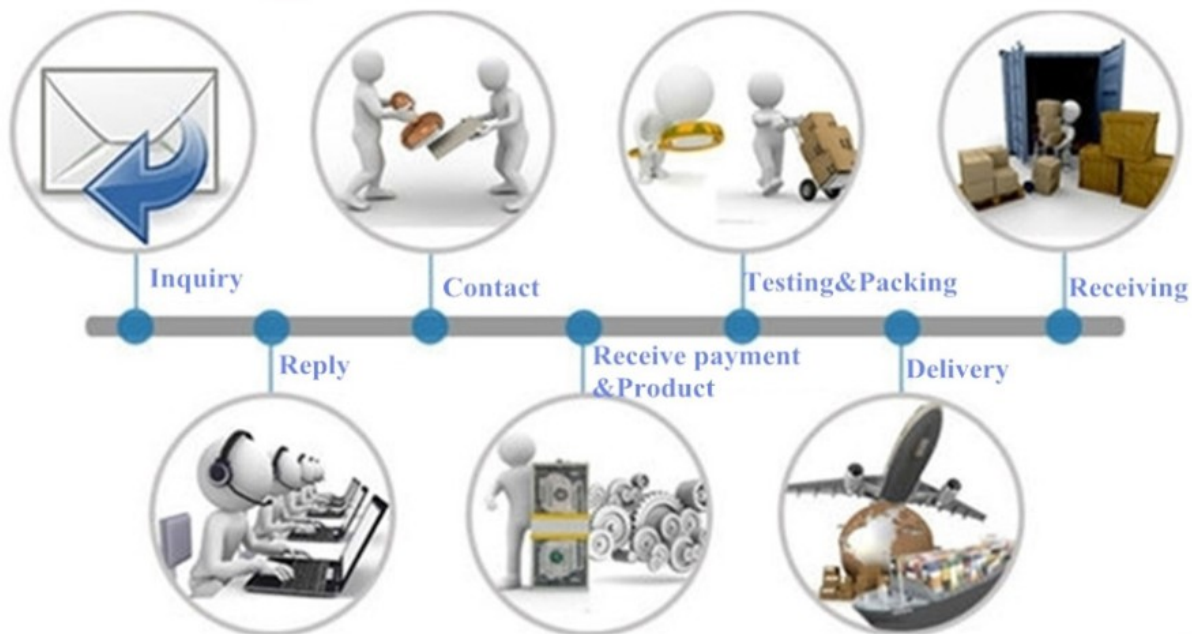 Inquiry
Reply
Contact
Receive payment
&Product
Testing&Packing
Delivery
Receiving